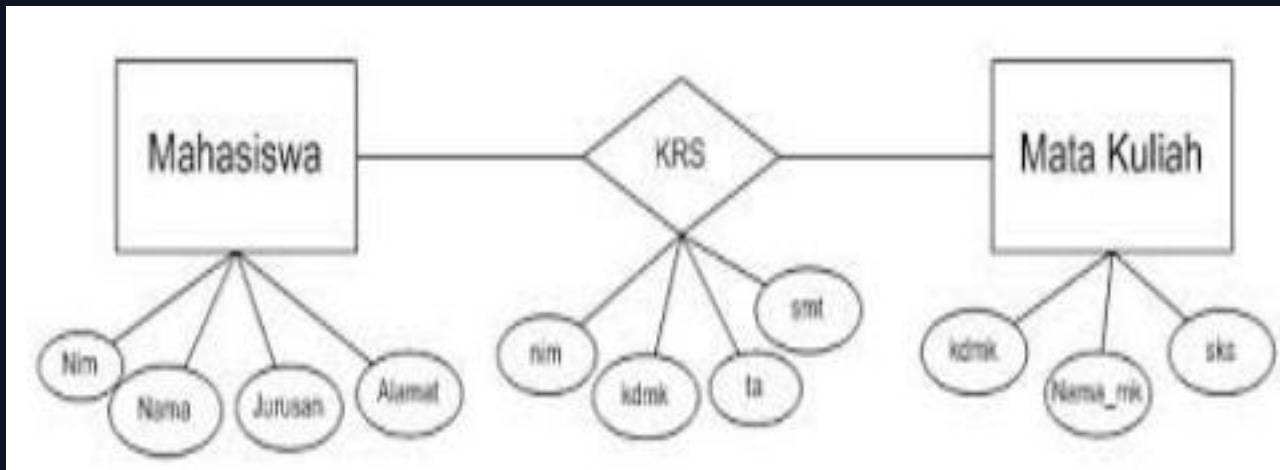 Mahasiswa
KRS
Mata Kuliah
Nim
Nama
Jurusan
Alamat
nim
kdmk
ta
smt
kdmk
Nama_mk
sks